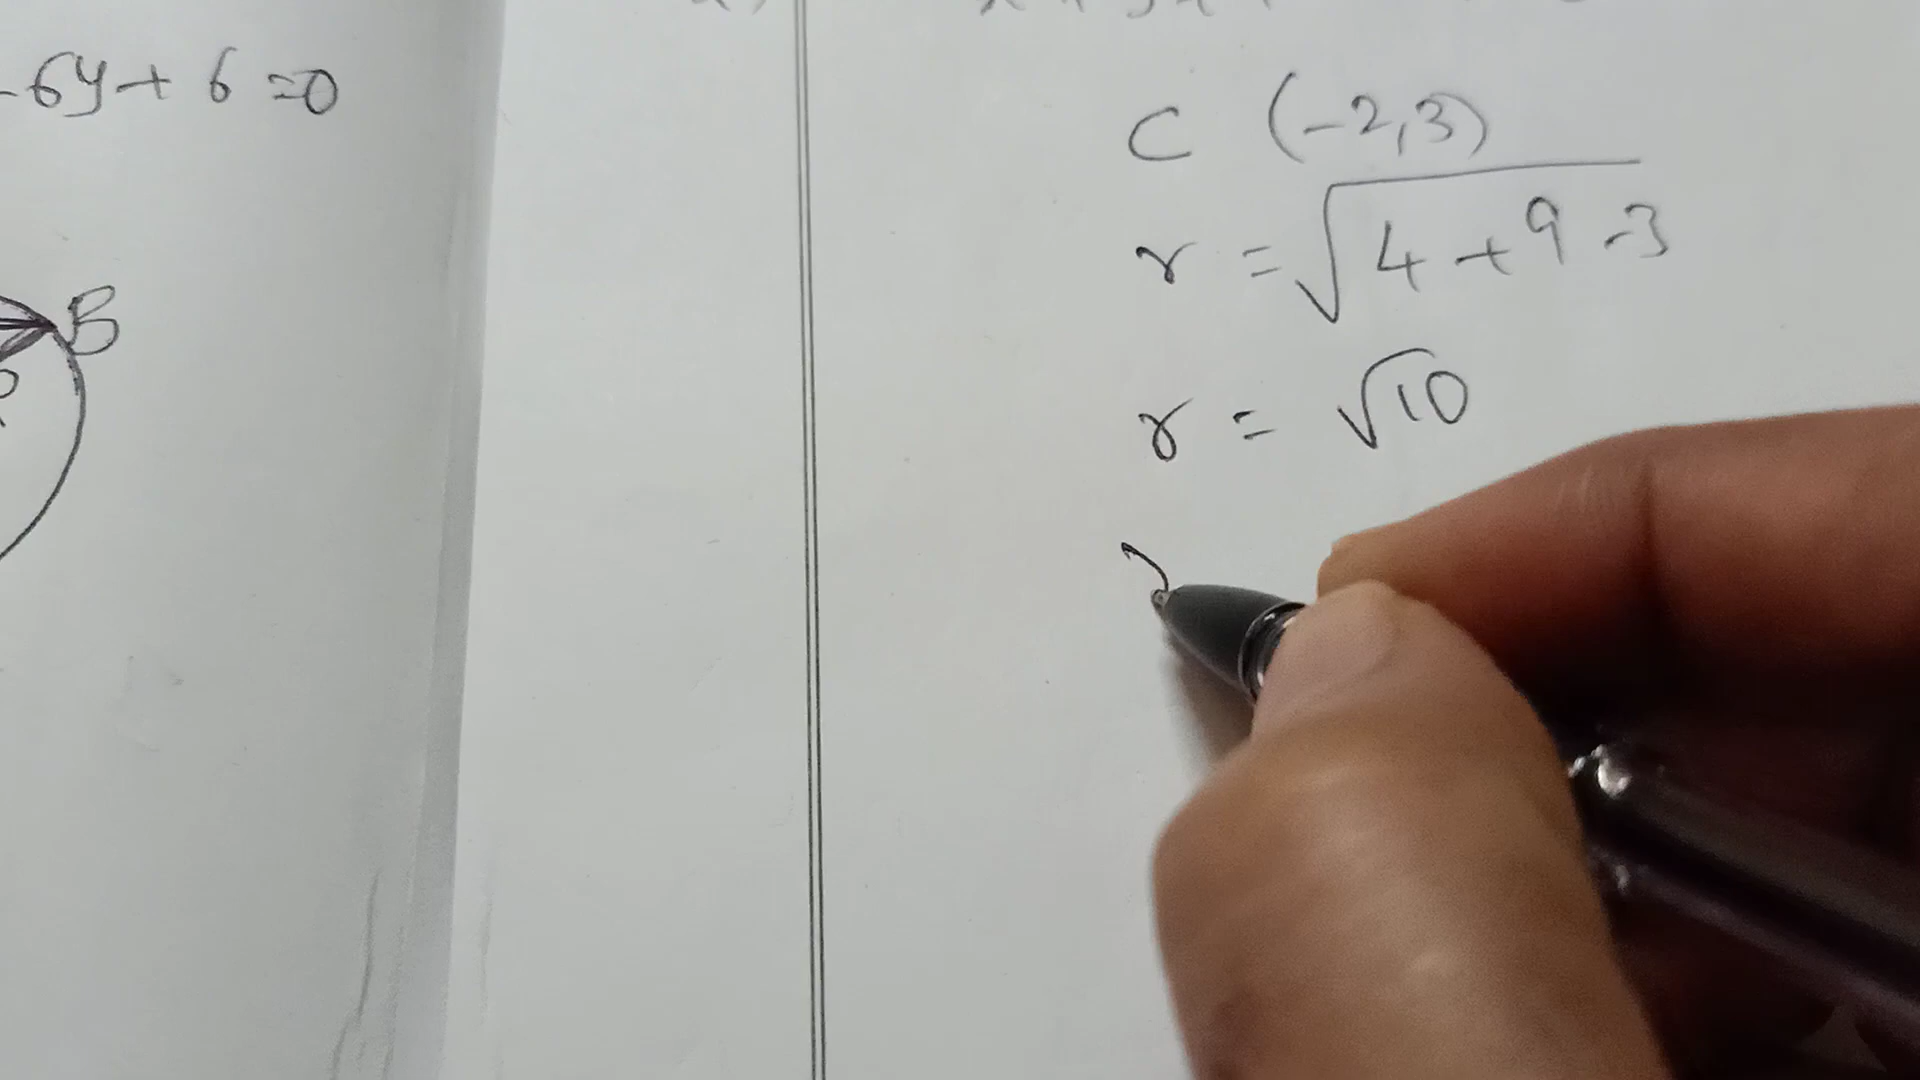 -6y+6=0
B
C (-2,3)
r = √4+9-3
r = √10